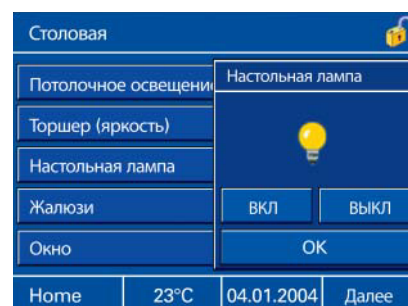 Столовая
Потолочное освещени
Торшер (яркость)
Настольная лампа
Жалюзи
Окно
Настольная лампа
ВКЛ
ВЫКЛ
OK
Home
23°C
04.01.2004
Далее